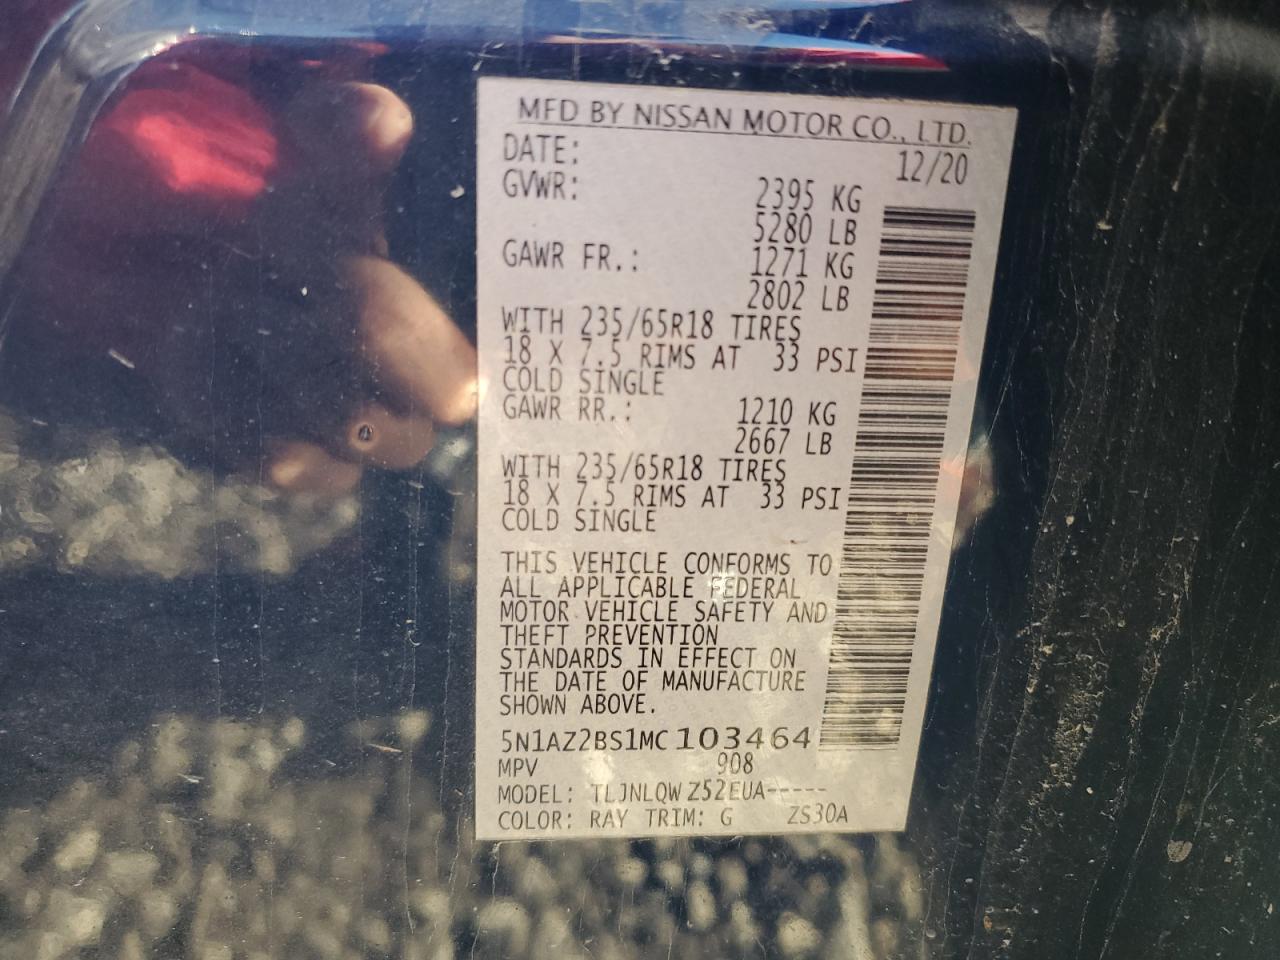 MFD BY NISSAN MOTOR CO., LTD.
DATE: 12/20
GVWR: 2395 KG
5280 LB
GAWR FR.: 1271 KG
2802 LB
WITH 235/65R18 TIRES
18 X 7.5 RIMS AT 33 PSI
COLD SINGLE
GAWR RR.: 1210 KG
2667 LB
WITH 235/65R18 TIRES
18 X 7.5 RIMS AT 33 PSI
COLD SINGLE
THIS VEHICLE CONFORMS TO
ALL APPLICABLE FEDERAL
MOTOR VEHICLE SAFETY AND
THEFT PREVENTION
STANDARDS IN EFFECT ON
THE DATE OF MANUFACTURE
SHOWN ABOVE.
5N1AZ2BS1MC103464
MPV 908
MODEL: TLJNLQW Z52EUA-----
COLOR: RAY TRIM: G ZS30A